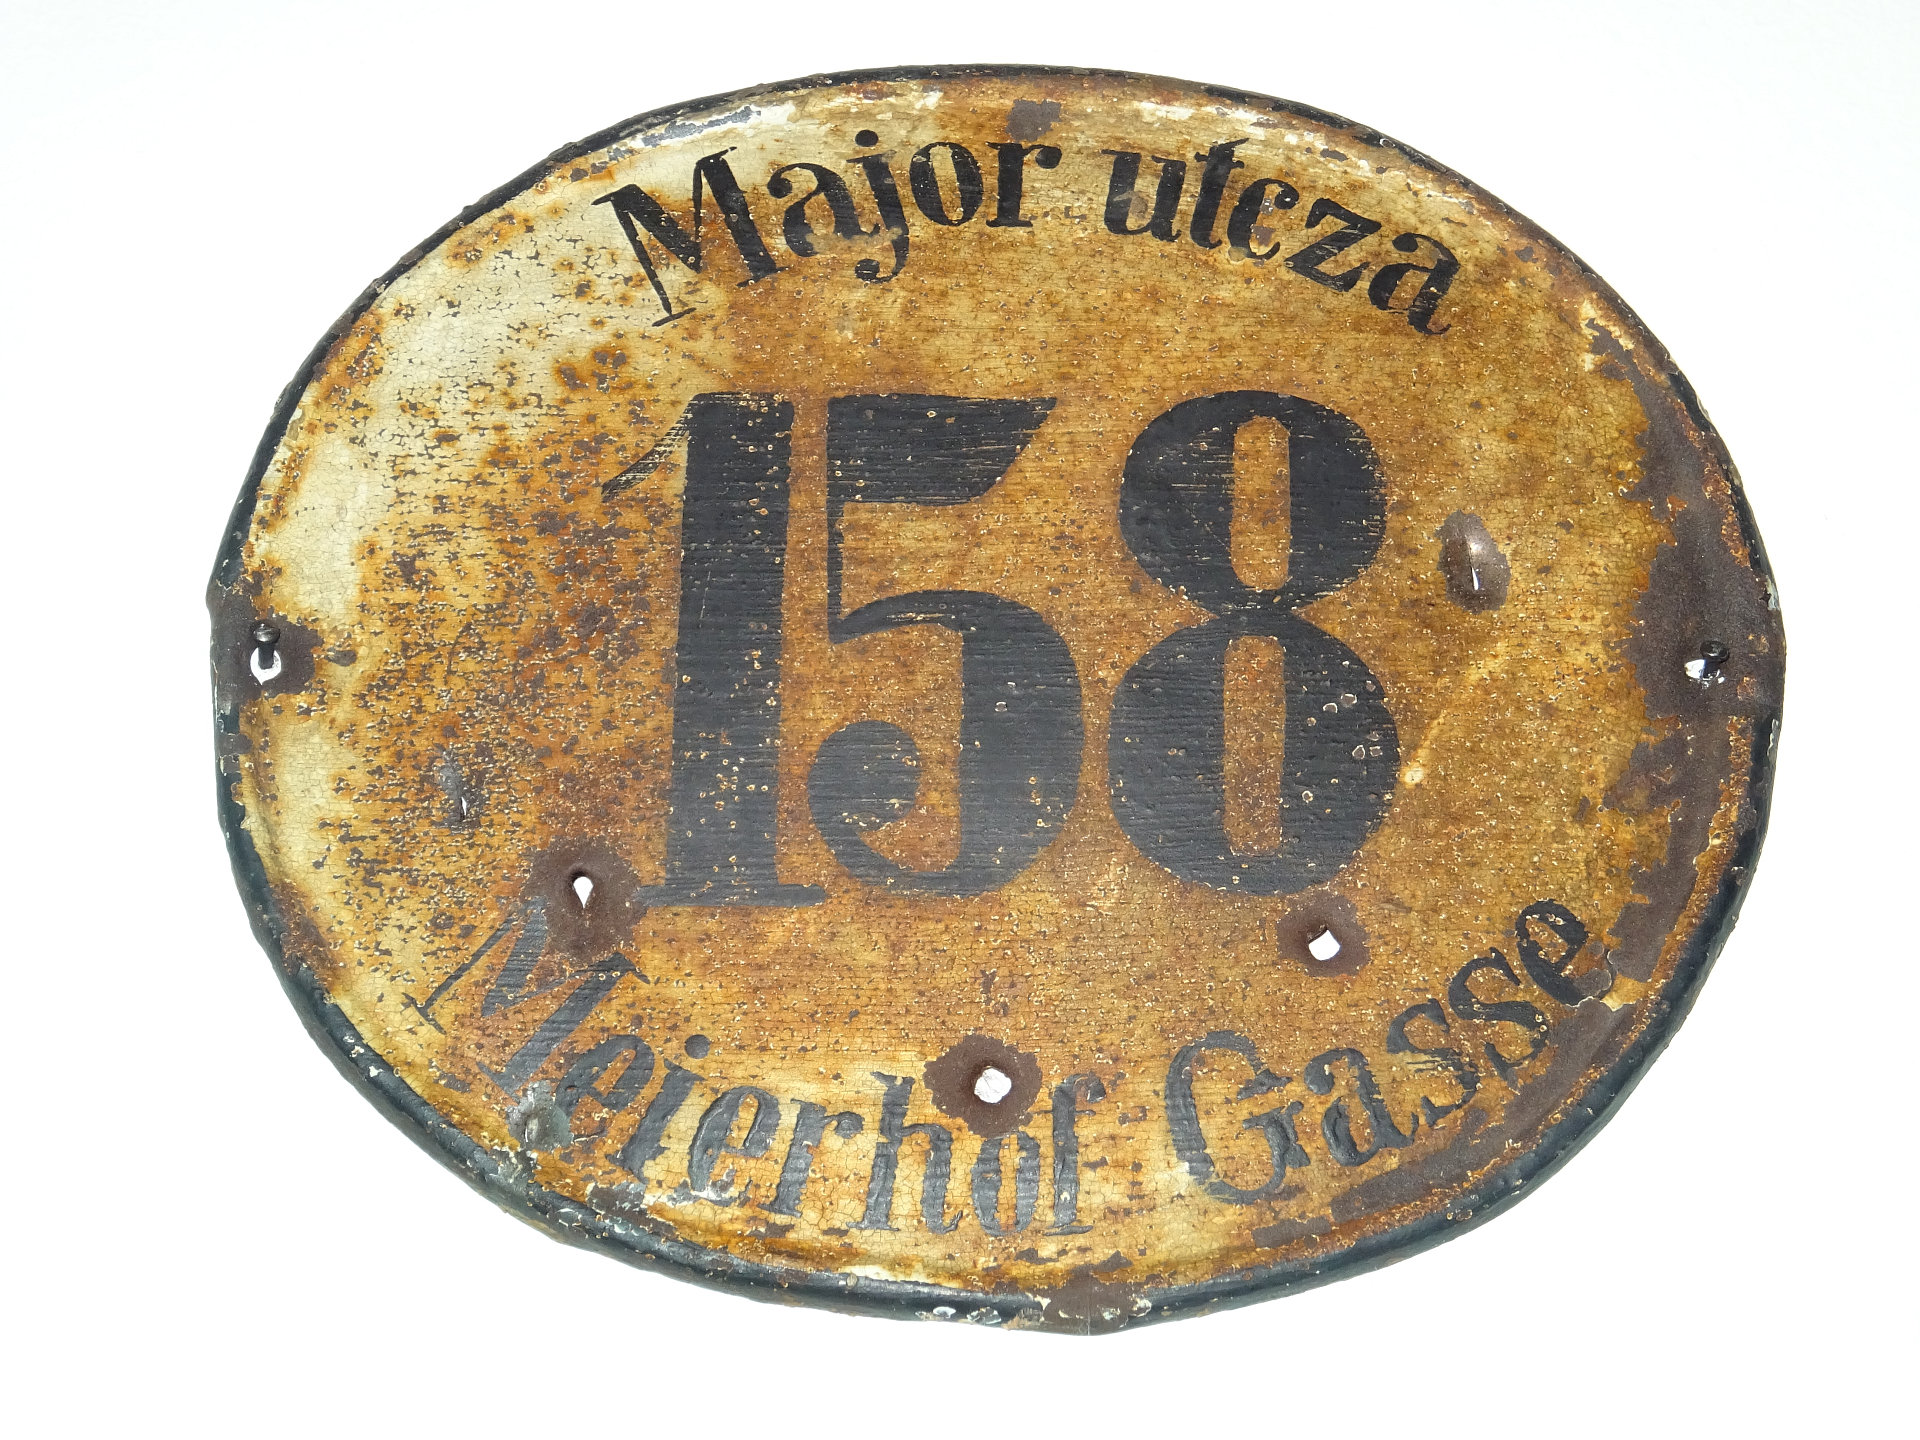 Major utcza
158
Meierhof Gasse